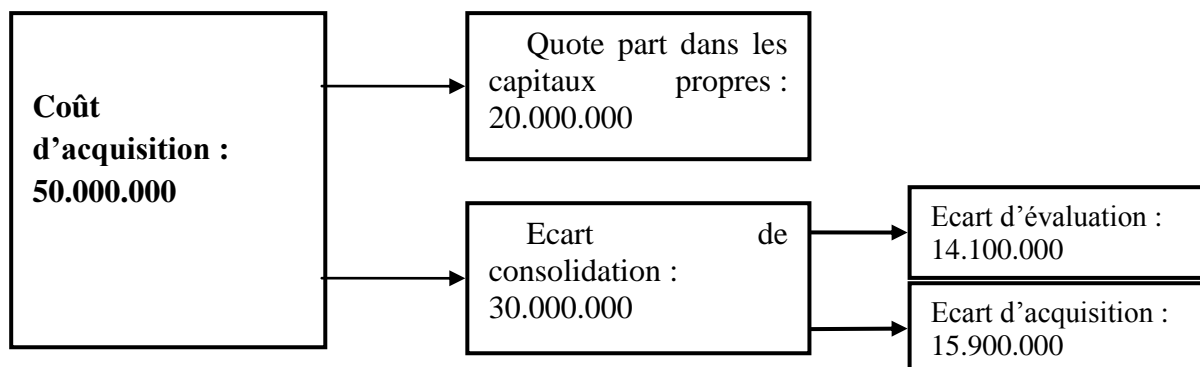 Coût
d’acquisition :
50.000.000
Quote part dans les
capitaux propres :
20.000.000
Ecart de
consolidation :
30.000.000
Ecart d’évaluation :
14.100.000
Ecart d’acquisition :
15.900.000